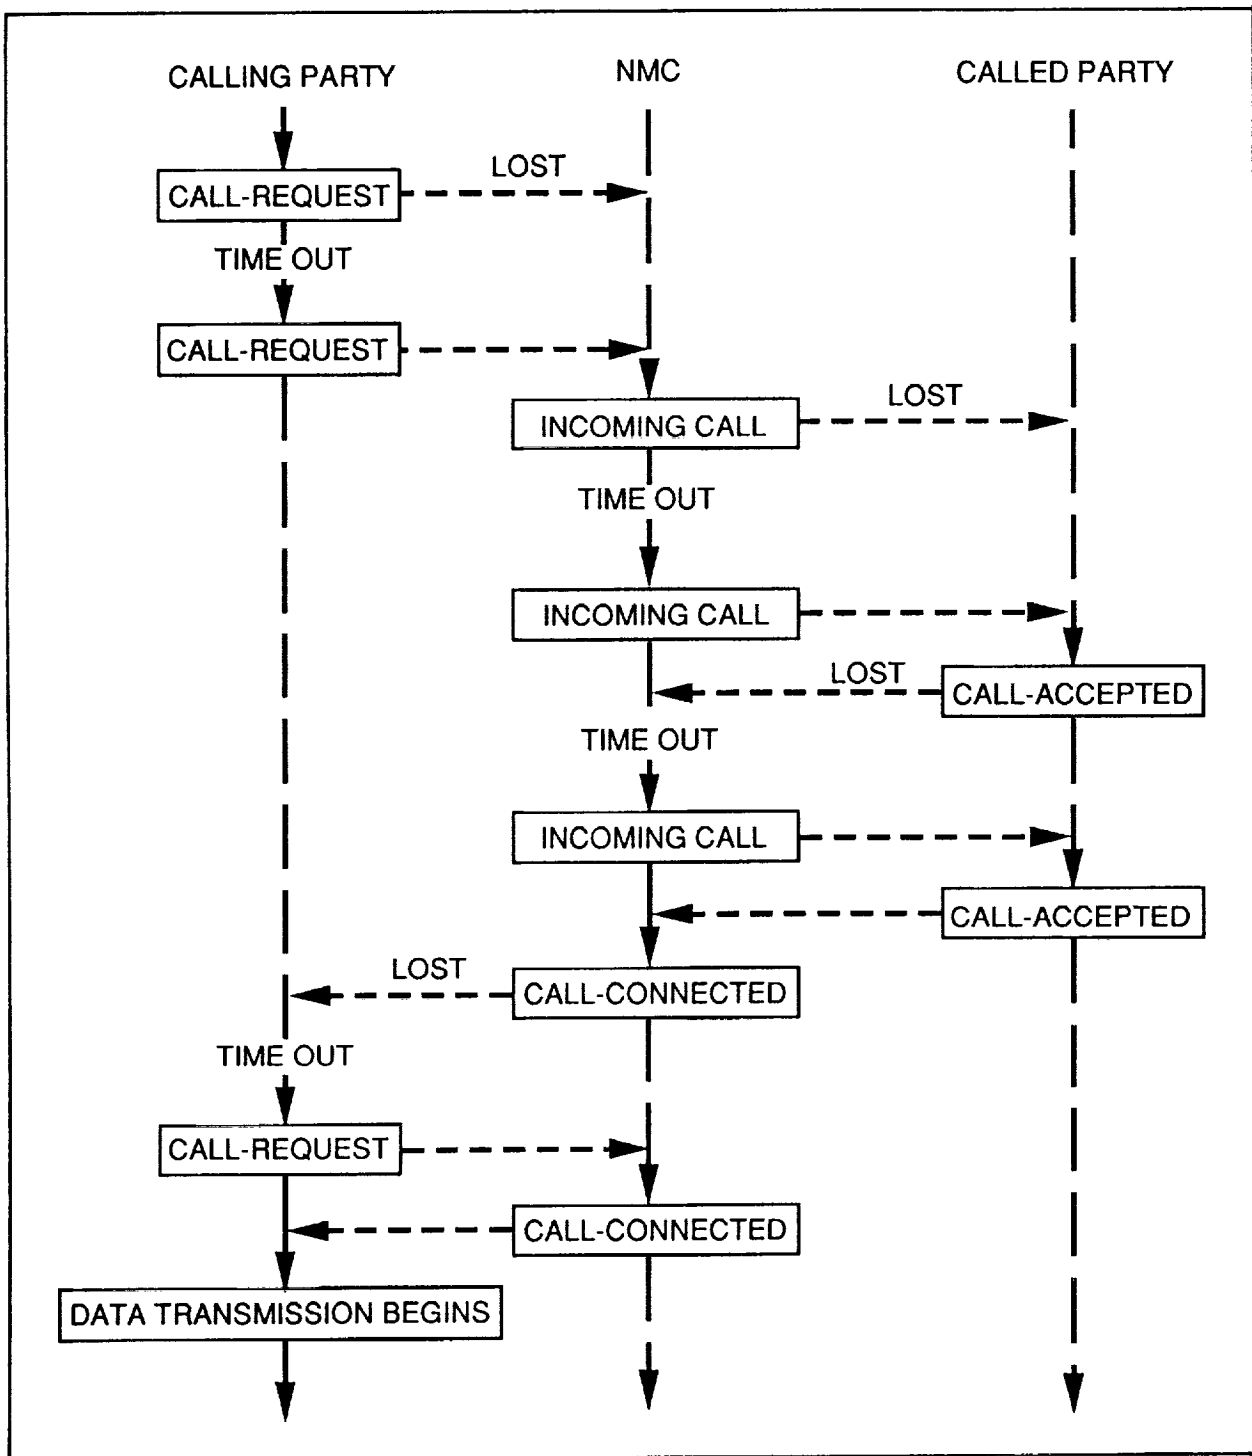 CALLING PARTY
NMC
CALLED PARTY
LOST
CALL-REQUEST
TIME OUT
CALL-REQUEST
LOST
INCOMING CALL
TIME OUT
INCOMING CALL
LOST
CALL-ACCEPTED
TIME OUT
INCOMING CALL
CALL-ACCEPTED
LOST
CALL-CONNECTED
TIME OUT
CALL-REQUEST
CALL-CONNECTED
DATA TRANSMISSION BEGINS